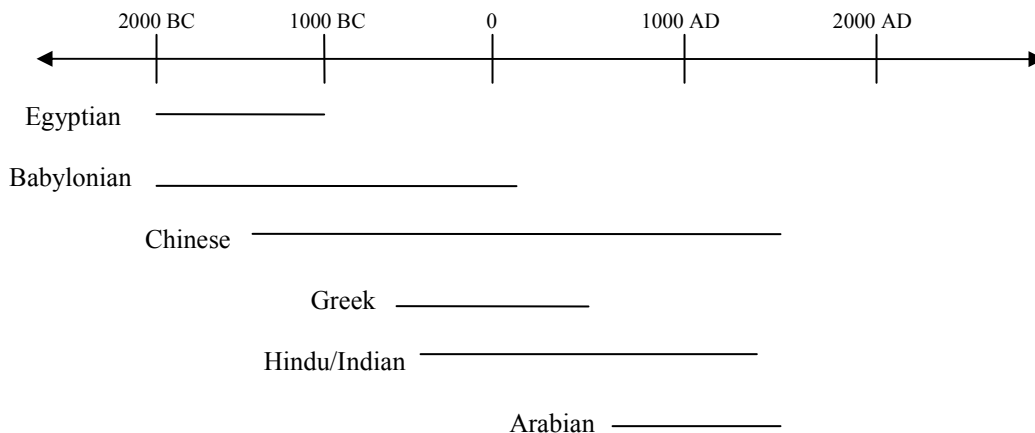 2000 BC 1000 BC 0 1000 AD 2000 AD
Egyptian
Babylonian
Chinese
Greek
Hindu/Indian
Arabian